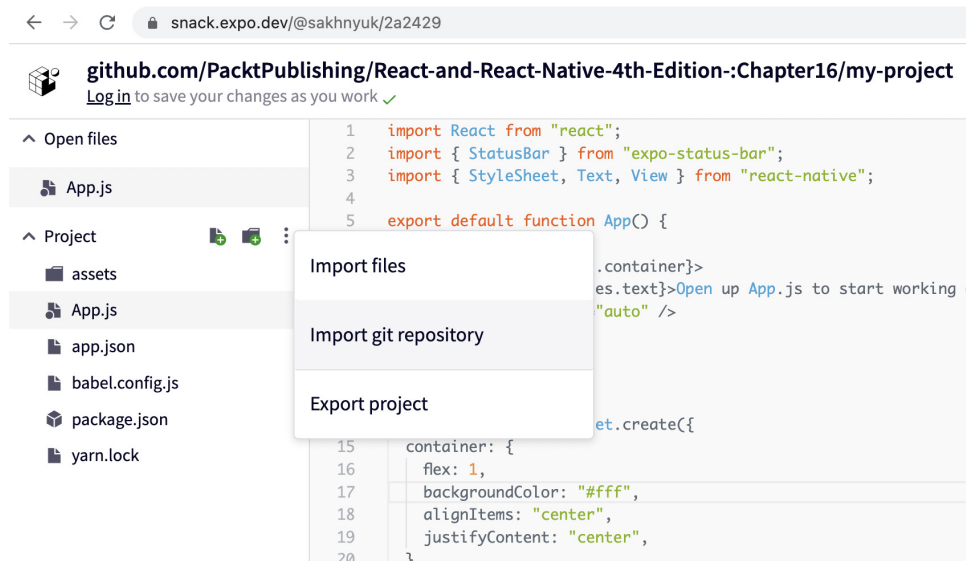 snack.expo.dev/@sakhnyuk/2a2429
github.com/PacktPublishing/React-and-React-Native-4th-Edition-:Chapter16/my-project
Log in to save your changes as you work
Open files
App.js
Project
assets
App.js
app.json
babel.config.js
package.json
yarn.lock
Import files
Import git repository
Export project
1 import React from "react";
2 import { StatusBar } from "expo-status-bar";
3 import { StyleSheet, Text, View } from "react-native";
4
5 export default function App() {
.container}>
es.text}>Open up App.js to start working
"auto" />
et.create({
15 container: {
16 flex: 1,
17 backgroundColor: "#fff",
18 alignItems: "center",
19 justifyContent: "center",
20 }